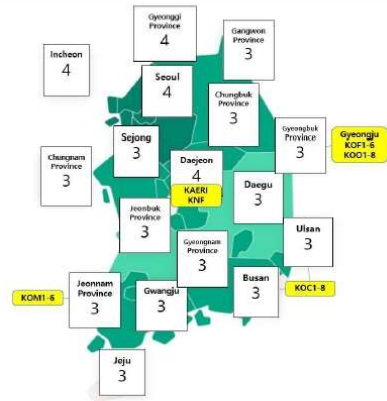 Gyeonggi
Province
4
Gangwon
Province
3
Incheon
4
Seoul
4
Chungbuk
Province
3
Sejong
3
Gyeongbuk
Province
3
Gyeongju
KOF1-6
KOO1-8
Chungnam
Province
3
Daejeon
4
KAERI
KNF
Daegu
3
Jeonbuk
Province
3
Ulsan
3
Gyeongnam
Province
3
Busan
3
KOC1-8
KOM1-6
Jeonnam
Province
3
Gwangju
3
Jeju
3